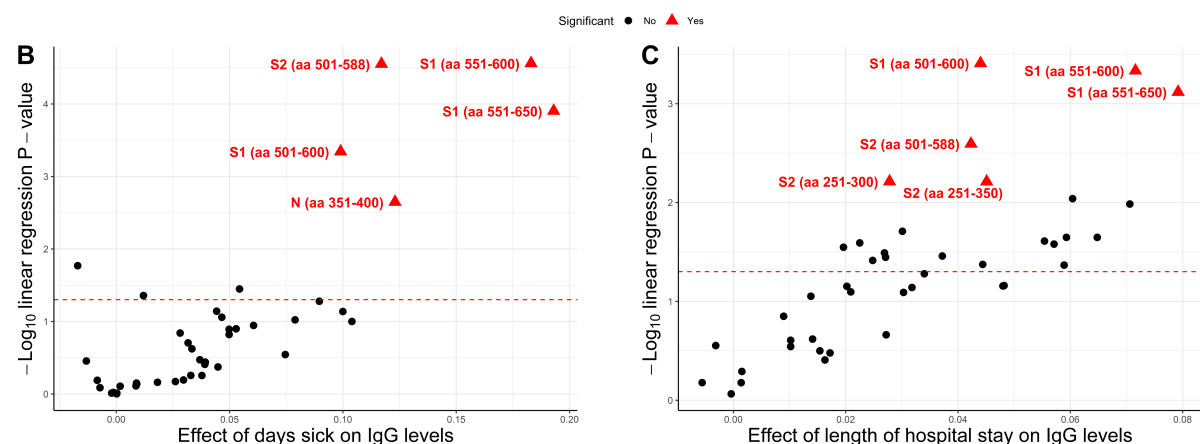 Significant No Yes
B
S2 (aa 501-588)
S1 (aa 551-600)
S1 (aa 551-650)
S1 (aa 501-600)
N (aa 351-400)
4
3
2
1
0
−Log10 linear regression P − value
0.00 0.05 0.10 0.15 0.20
Effect of days sick on IgG levels
C
S1 (aa 501-600)
S1 (aa 551-600)
S1 (aa 551-650)
S2 (aa 501-588)
S2 (aa 251-300)
S2 (aa 251-350)
3
2
1
0
−Log10 linear regression P − value
0.00 0.02 0.04 0.06 0.08
Effect of length of hospital stay on IgG levels